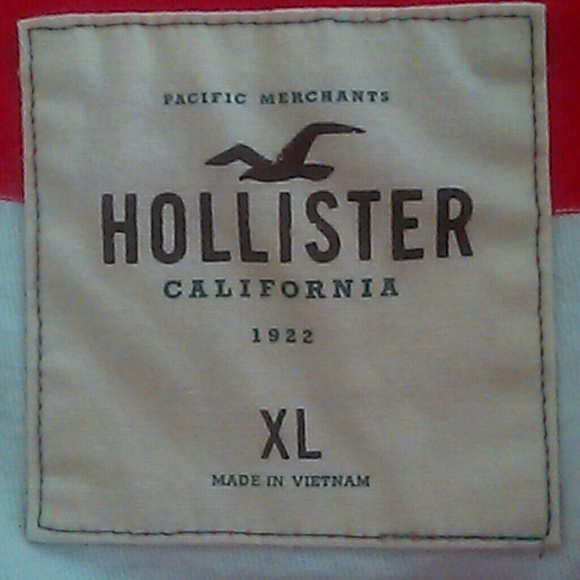 PACIFIC MERCHANTS
HOLLISTER
CALIFORNIA
1922
XL
MADE IN VIETNAM